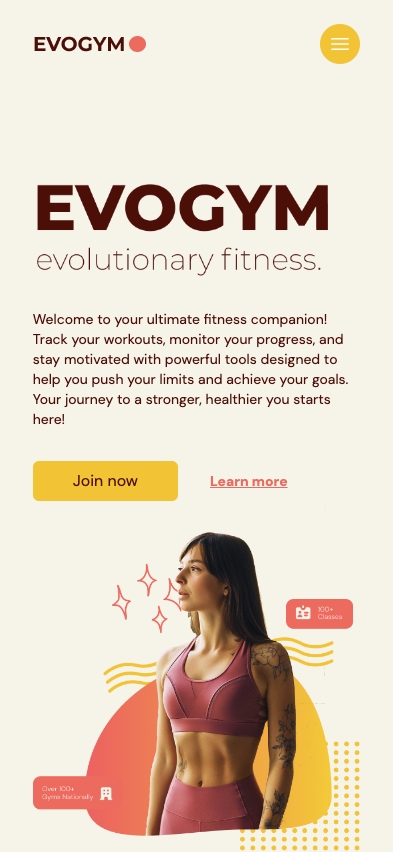 EVOGYM
EVOGYM
evolutionary fitness.
Welcome to your ultimate fitness companion!
Track your workouts, monitor your progress, and
stay motivated with powerful tools designed to
help you push your limits and achieve your goals.
Your journey to a stronger, healthier you starts
here!
Join now
Learn more
100+
Classes
Over 100+
Gyms Nationally